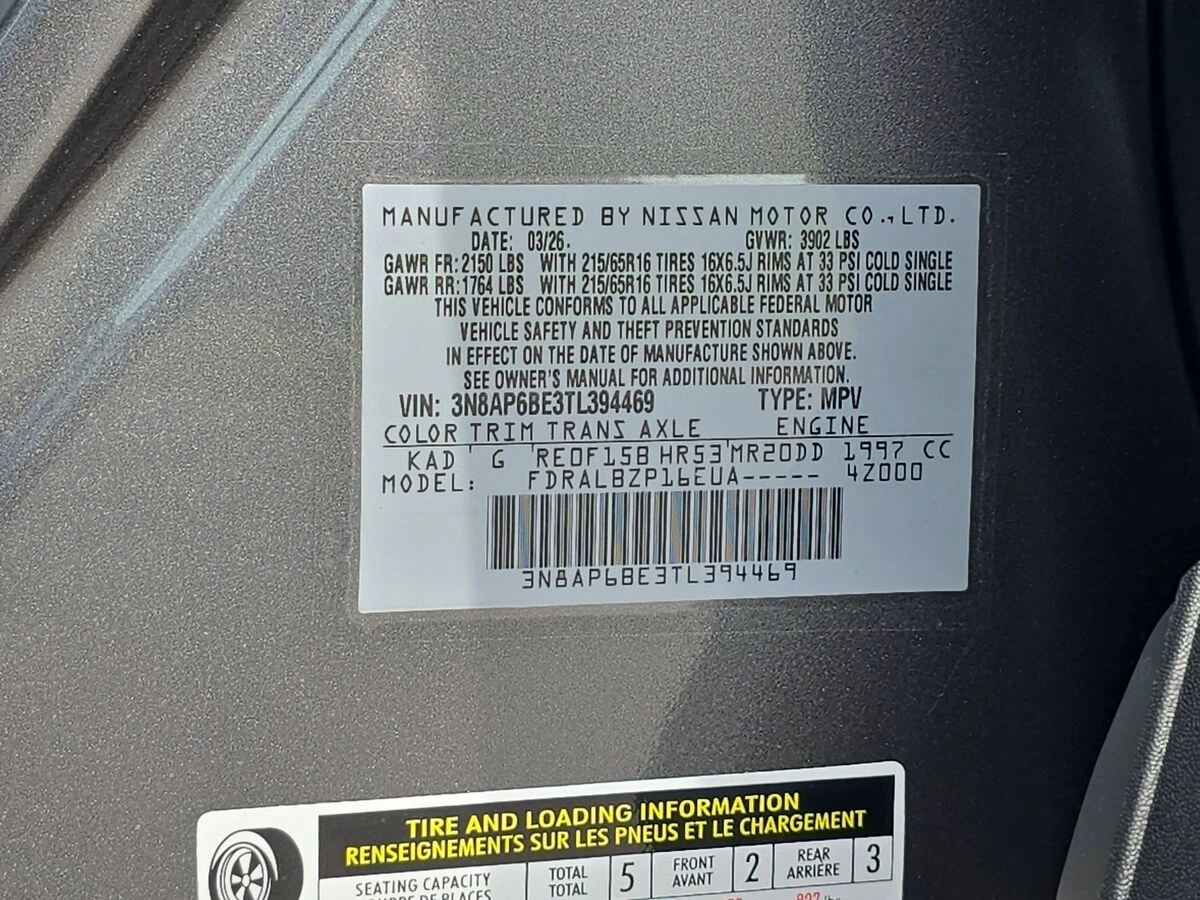 MANUFACTURED BY NISSAN MOTOR CO., LTD.
DATE: 03/26. GVWR: 3902 LBS
GAWR FR: 2150 LBS WITH 215/65R16 TIRES 16X6.5J RIMS AT 33 PSI COLD SINGLE
GAWR RR: 1764 LBS WITH 215/65R16 TIRES 16X6.5J RIMS AT 33 PSI COLD SINGLE
THIS VEHICLE CONFORMS TO ALL APPLICABLE FEDERAL MOTOR
VEHICLE SAFETY AND THEFT PREVENTION STANDARDS
IN EFFECT ON THE DATE OF MANUFACTURE SHOWN ABOVE.
SEE OWNER'S MANUAL FOR ADDITIONAL INFORMATION.
VIN: 3N8AP6BE3TL394469 TYPE: MPV
COLOR TRIM TRANS AXLE ENGINE
KAD G RE0F15B HR53 MR20DD 1997 CC
MODEL: FDRALBZP16EUA----- 4Z000
3N8AP6BE3TL394469
TIRE AND LOADING INFORMATION
RENSEIGNEMENTS SUR LES PNEUS ET LE CHARGEMENT
SEATING CAPACITY TOTAL 5 FRONT 2 REAR 3
TOTAL AVANT ARRIÈRE